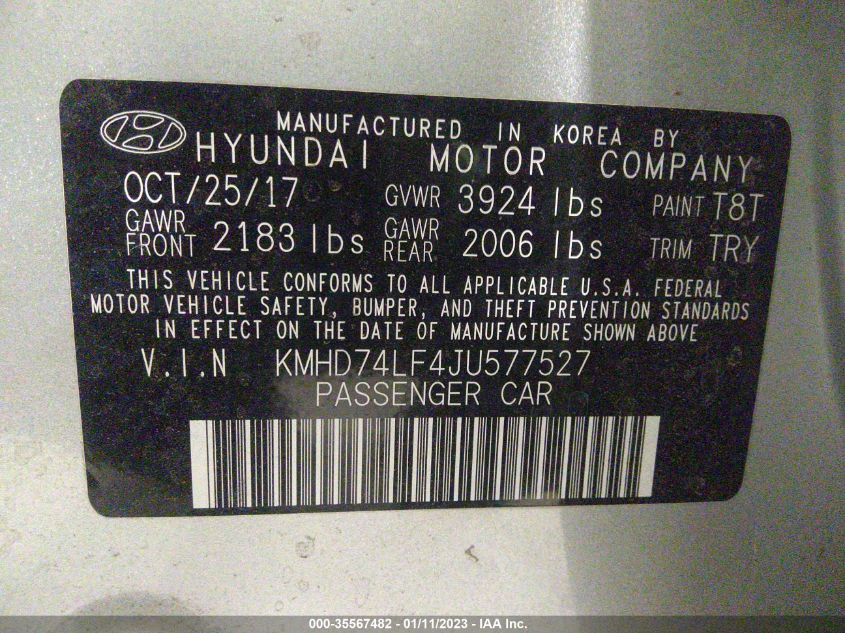 MANUFACTURED IN KOREA BY
HYUNDAI MOTOR COMPANY
OCT/25/17 GVWR 3924 lbs PAINT T8T
GAWR FRONT 2183 lbs GAWR REAR 2006 lbs TRIM TRY
THIS VEHICLE CONFORMS TO ALL APPLICABLE U.S.A. FEDERAL
MOTOR VEHICLE SAFETY, BUMPER, AND THEFT PREVENTION STANDARDS
IN EFFECT ON THE DATE OF MANUFACTURE SHOWN ABOVE
V.I.N KMHD74LF4JU577527
PASSENGER CAR
000-35567482 - 01/11/2023 - IAA Inc.